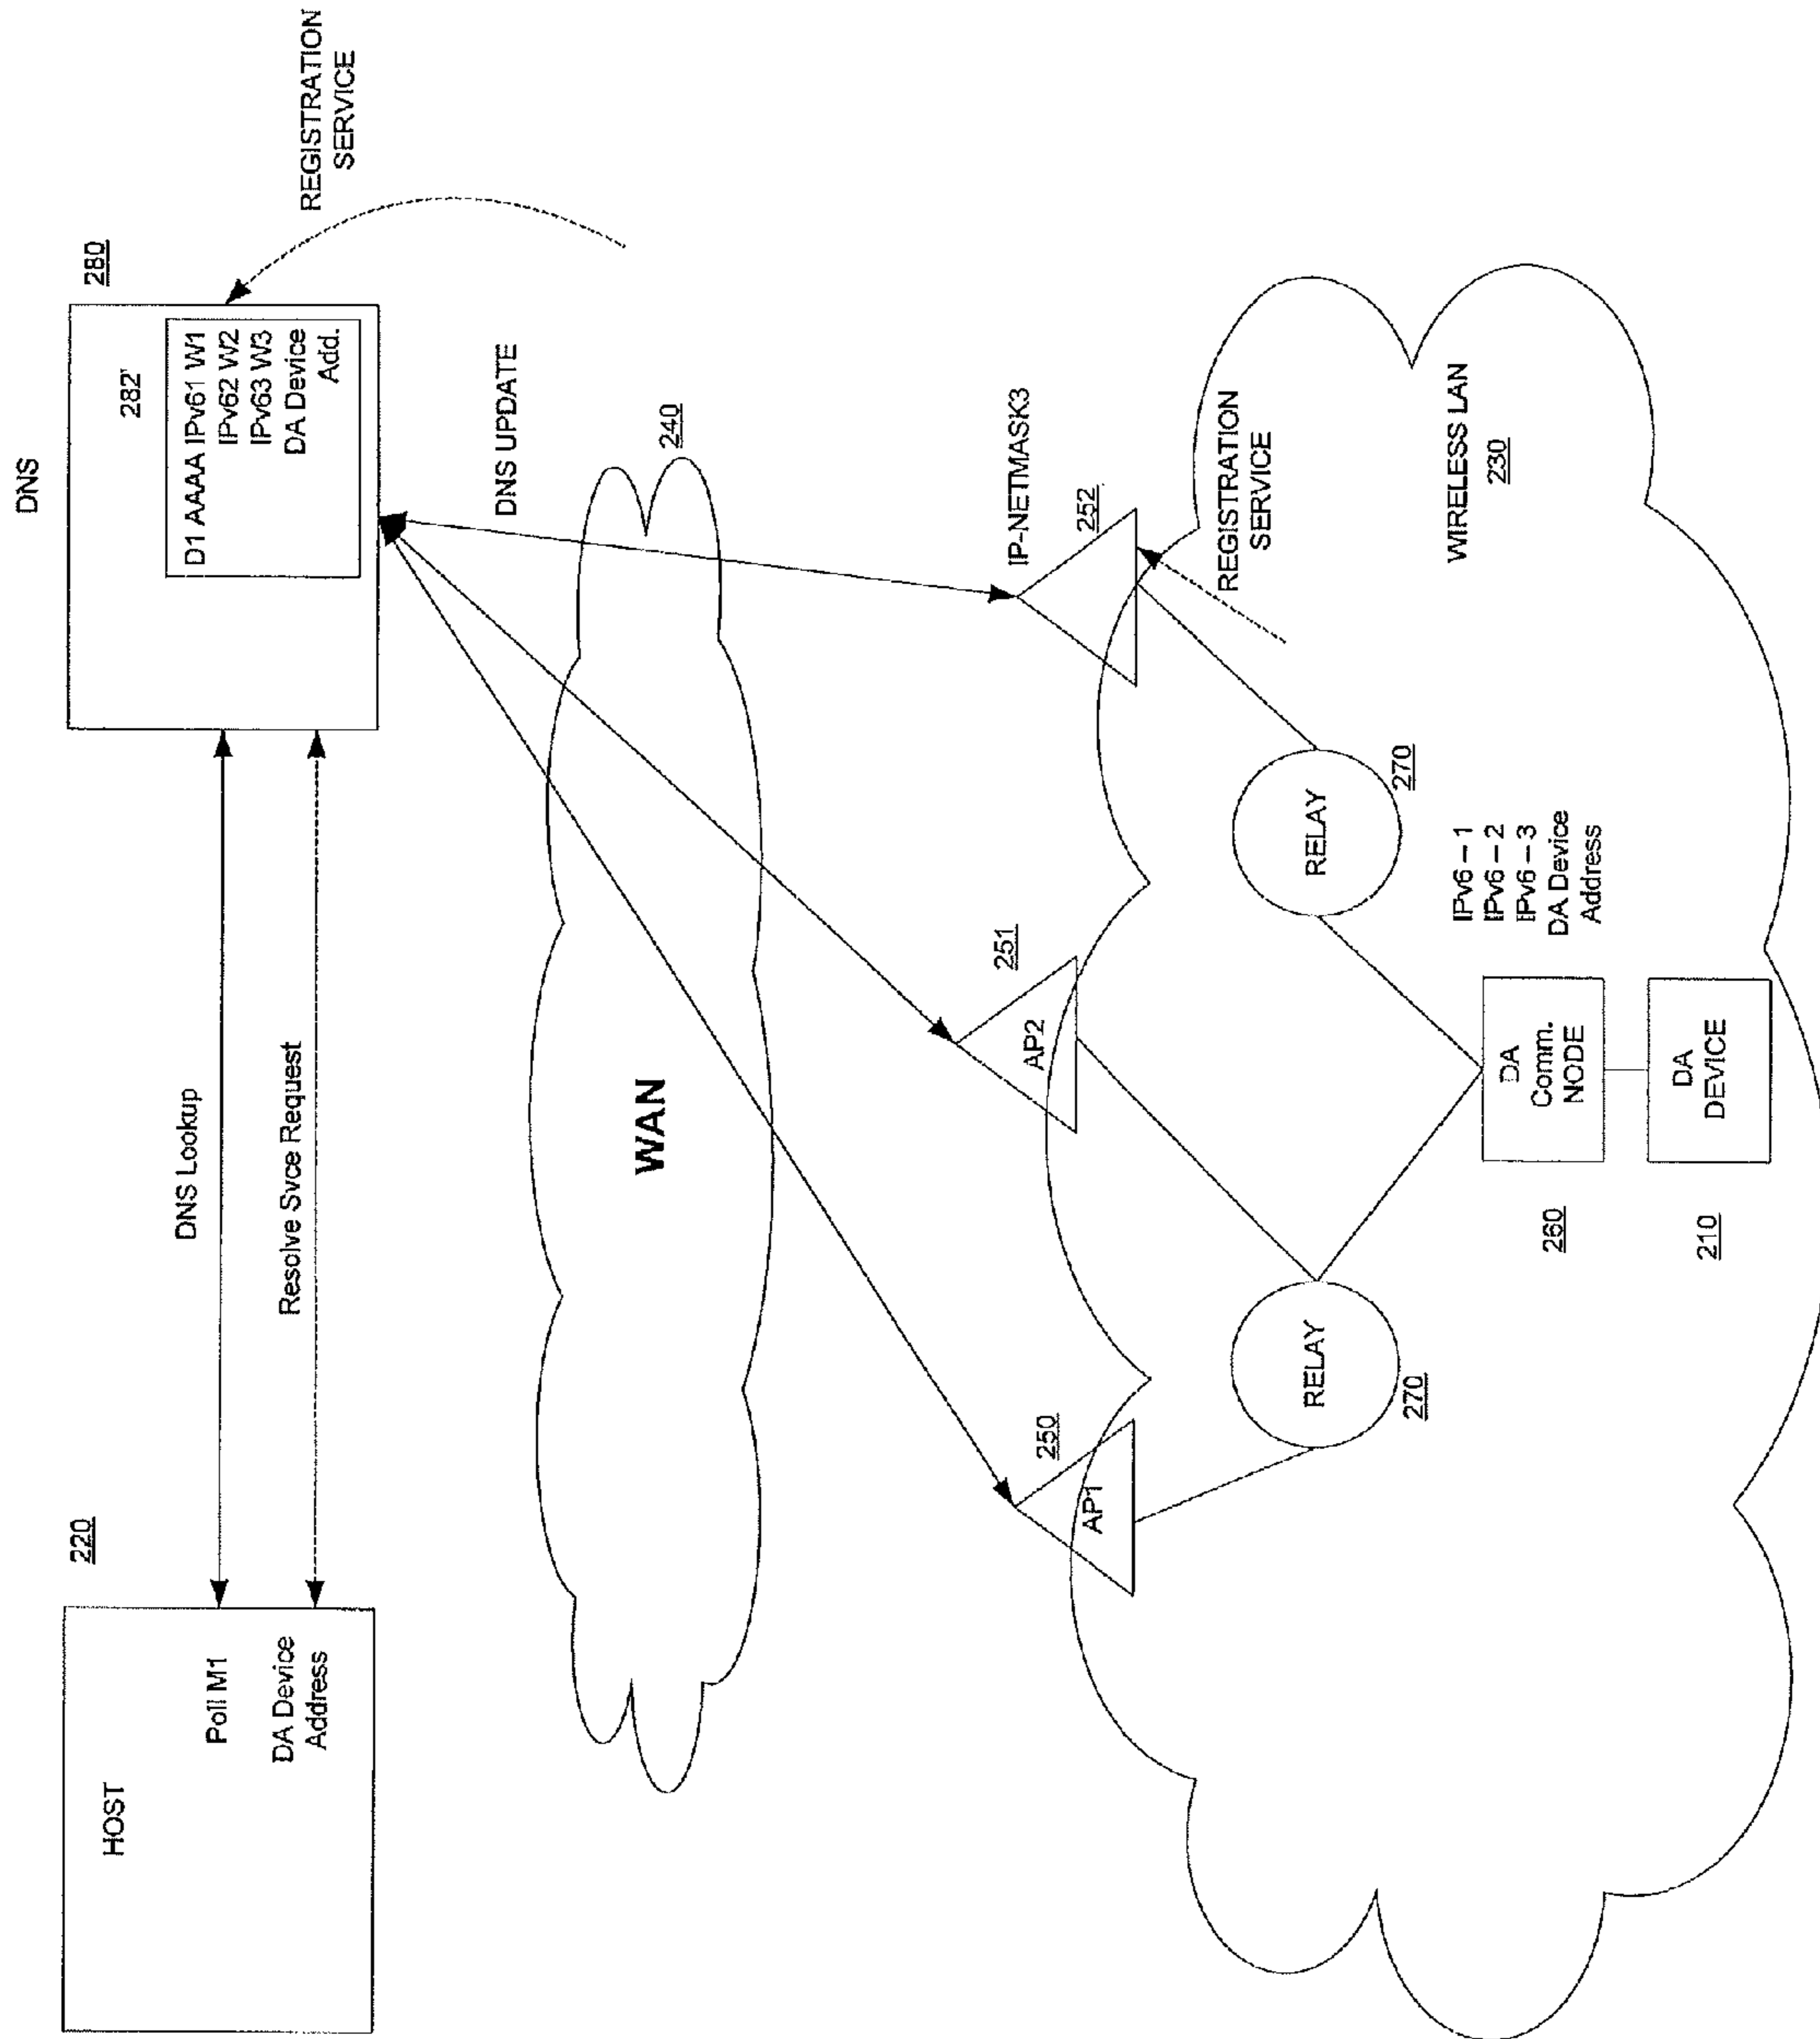 HOST
220
Poll M1
DA Device
Address
DNS Lookup
Resolve Svce Request
DNS
280
282'
D1 AAAA IPv61 W1
IPv62 W2
IPv63 W3
DA Device
Add.
REGISTRATION
SERVICE
DNS UPDATE
WAN
240
AP1
250
AP2
251
IP-NETMASK3
252
REGISTRATION
SERVICE
RELAY
270
RELAY
270
WIRELESS LAN
230
IPv6 – 1
IPv6 – 2
IPv6 – 3
DA Device
Address
DA
Comm.
NODE
260
DA
DEVICE
210